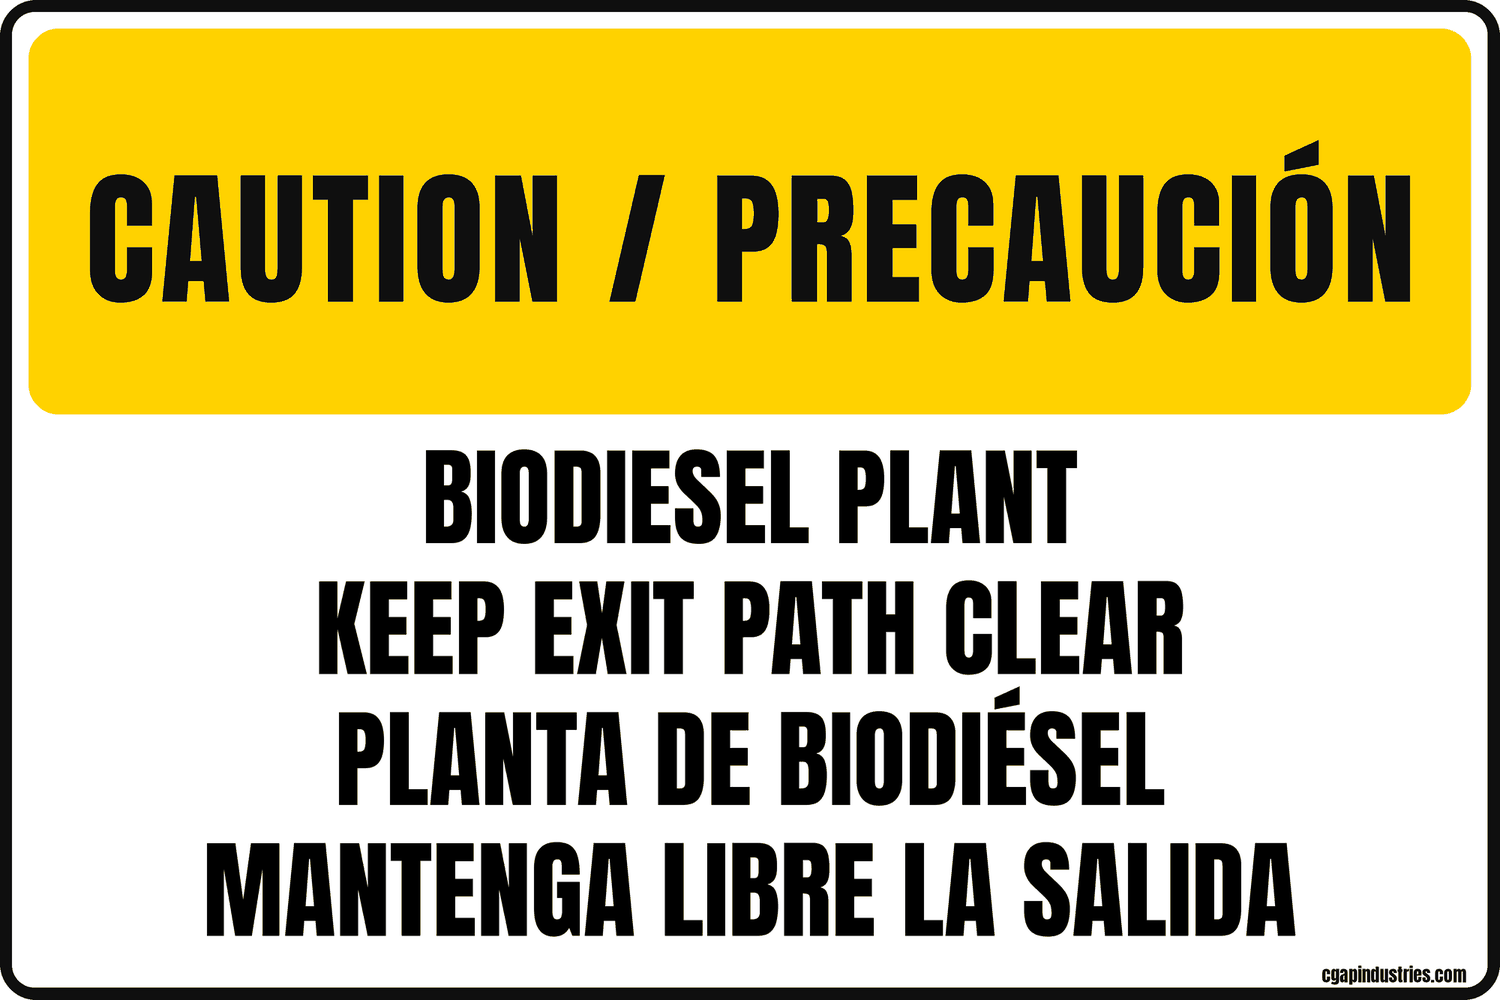 CAUTION / PRECAUCIÓN
BIODIESEL PLANT
KEEP EXIT PATH CLEAR
PLANTA DE BIODIÉSEL
MANTENGA LIBRE LA SALIDA
cgapindustries.com